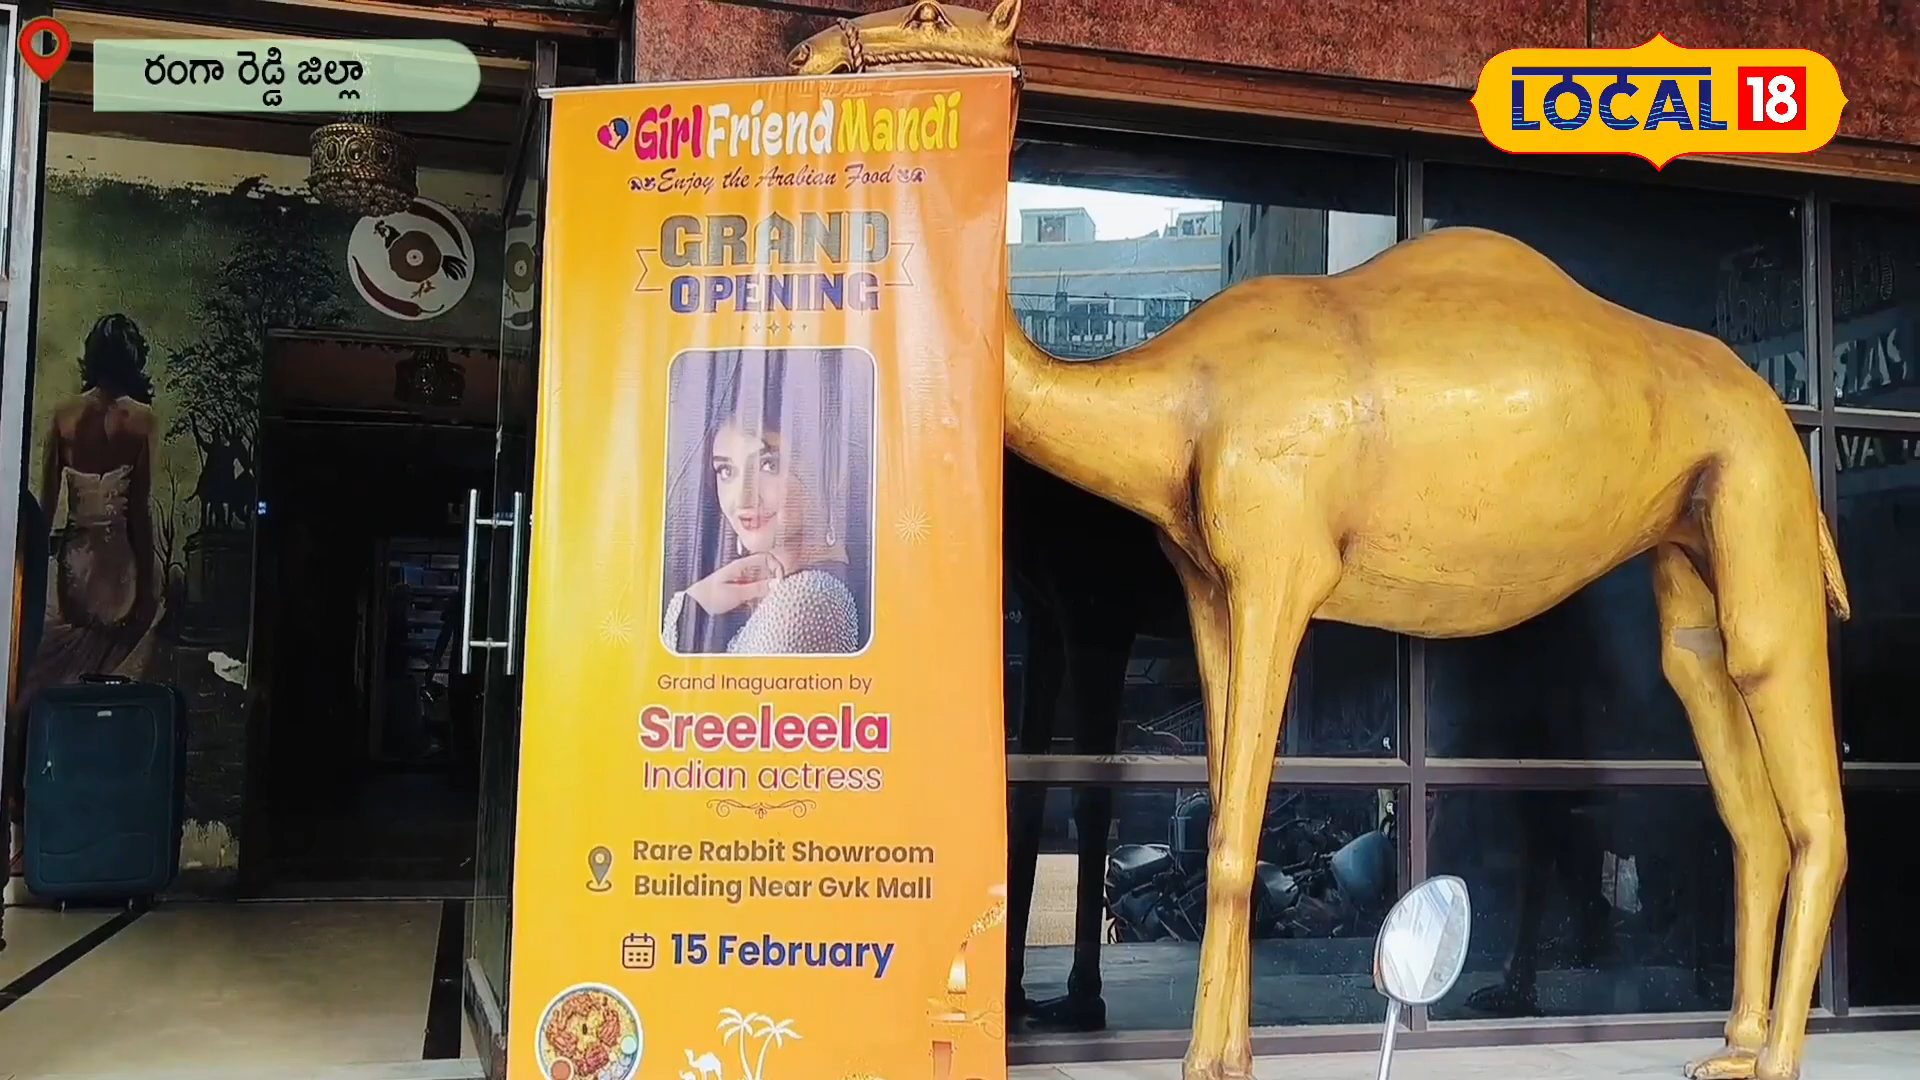 రంగా రెడ్డి జిల్లా
LOCAL 18
GirlFriendMandi
Enjoy the Arabian Food
GRAND
OPENING
Grand Inaguaration by
Sreeleela
Indian actress
Rare Rabbit Showroom
Building Near Gvk Mall
15 February